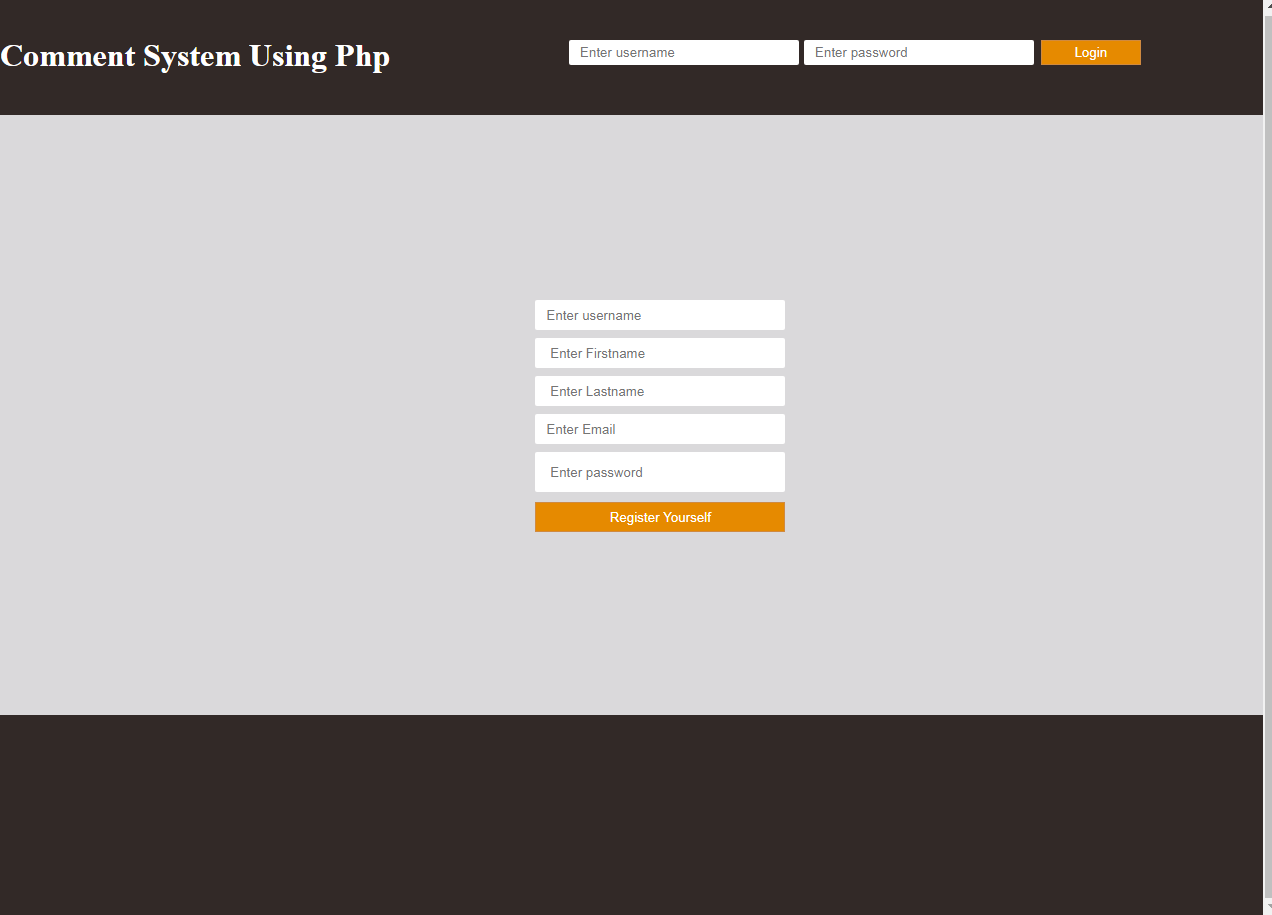 Comment System Using Php
Enter username Enter password Login
Enter username
Enter Firstname
Enter Lastname
Enter Email
Enter password
Register Yourself